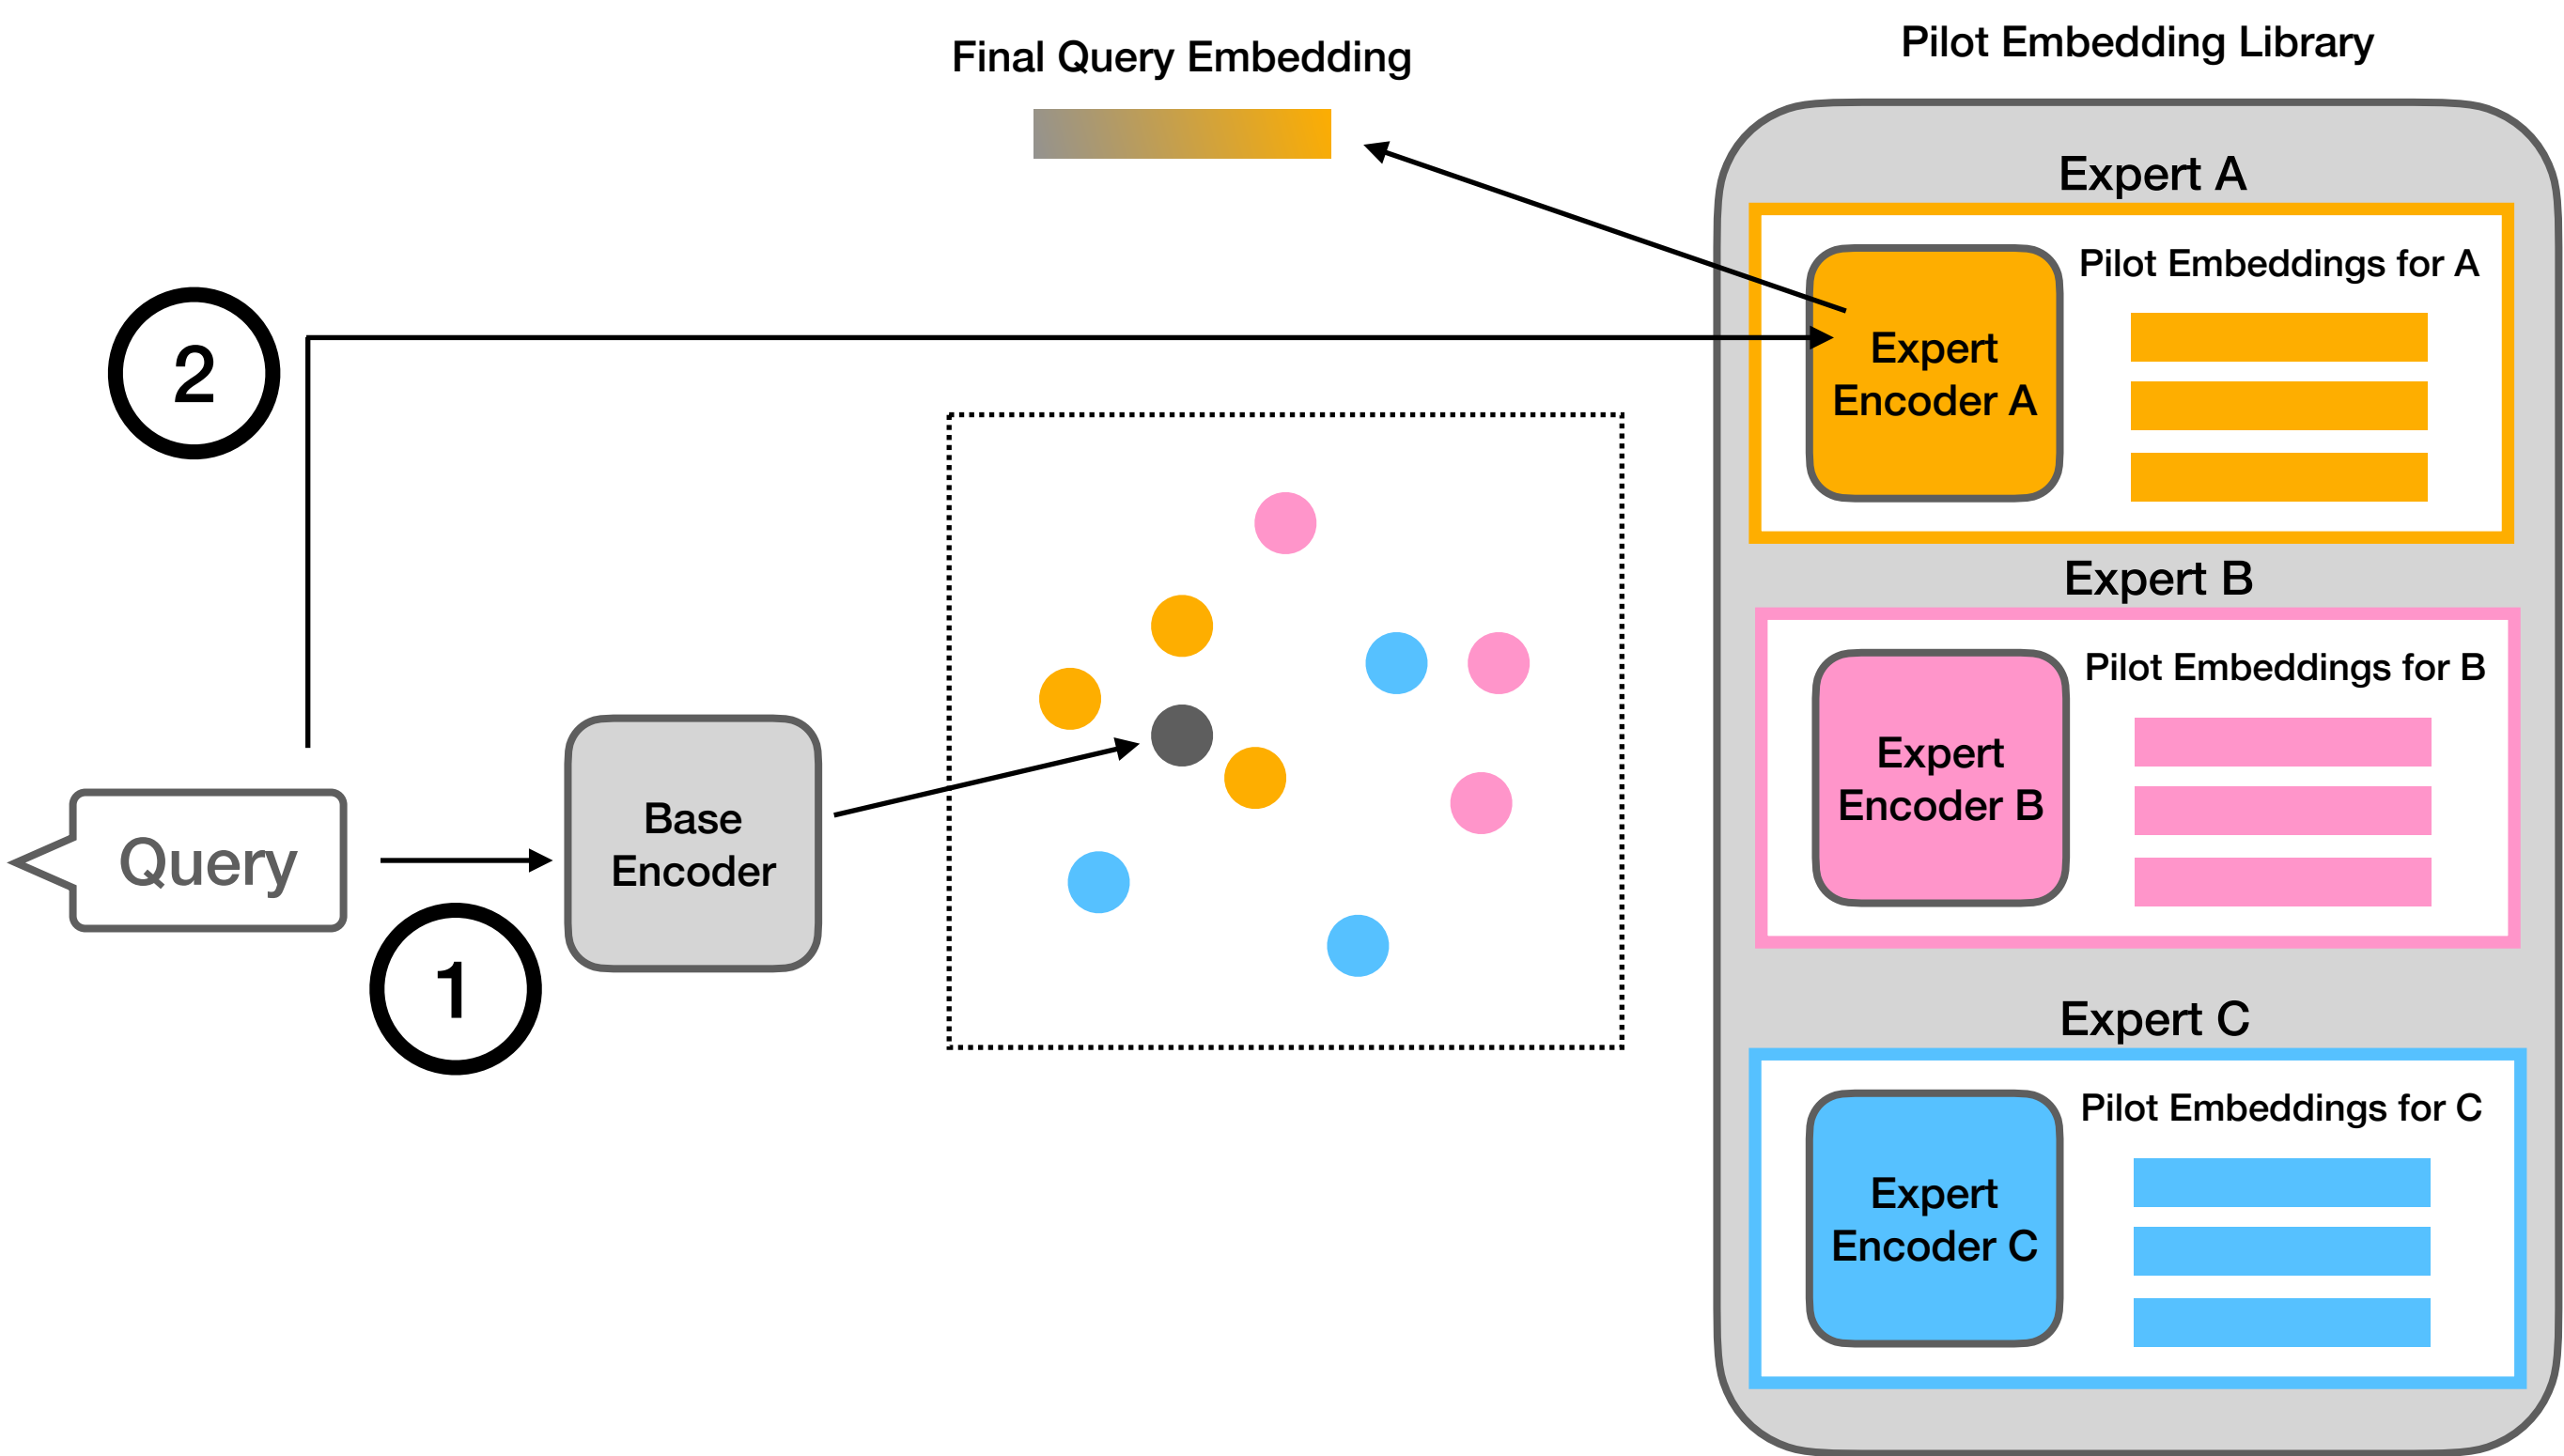 Final Query Embedding
Pilot Embedding Library
Expert A
Pilot Embeddings for A
Expert
Encoder A
2
Expert B
Pilot Embeddings for B
Expert
Encoder B
Query
1
Base
Encoder
Expert C
Pilot Embeddings for C
Expert
Encoder C